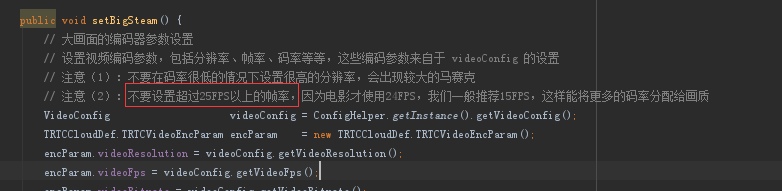 public void setBigSteam() {
// 大画面的编码器参数设置
// 设置视频编码参数，包括分辨率、帧率、码率等等，这些编码参数来自于 videoConfig 的设置
// 注意（1）：不要在码率很低的情况下设置很高的分辨率，会出现较大的马赛克
// 注意（2）：不要设置超过25FPS以上的帧率，因为电影才使用24FPS，我们一般推荐15FPS，这样能将更多的码率分配给画质
VideoConfig videoConfig = ConfigHelper.getInstance().getVideoConfig();
TRTCCloudDef.TRTCVideoEncParam encParam = new TRTCCloudDef.TRTCVideoEncParam();
encParam.videoResolution = videoConfig.getVideoResolution();
encParam.videoFps = videoConfig.getVideoFps();
encParam.videoBitrate = videoConfig.getVideoBitrate();